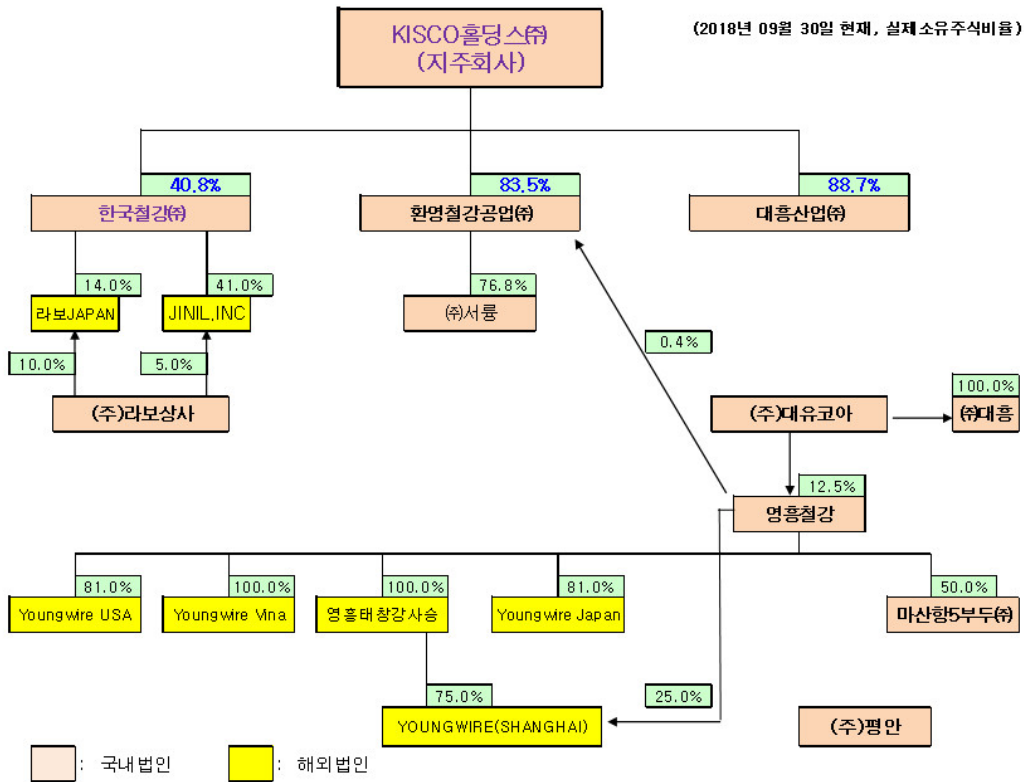 KISCO홀딩스㈜
(지주회사)
(2018년 09월 30일 현재, 실제소유주식비율)
40.8%
83.5%
88.7%
한국철강㈜
환영철강공업㈜
대흥산업㈜
14.0%
41.0%
76.8%
라보JAPAN
JINIL,INC
㈜서륭
10.0%
5.0%
0.4%
(주)라보상사
(주)대유코아
100.0%
㈜대흥
12.5%
영흥철강
81.0%
100.0%
100.0%
81.0%
50.0%
Youngwire USA
Youngwire Vina
영흥태창강사승
Youngwire Japan
마산항5부두㈜
75.0%
25.0%
YOUNGWIRE(SHANGHAI)
(주)평안
: 국내법인
: 해외법인